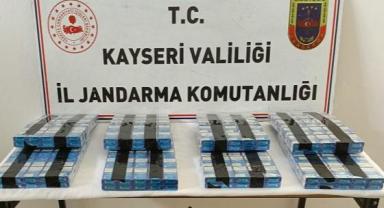 T.C.
KAYSERİ VALİLİĞİ
İL JANDARMA KOMUTANLIĞI